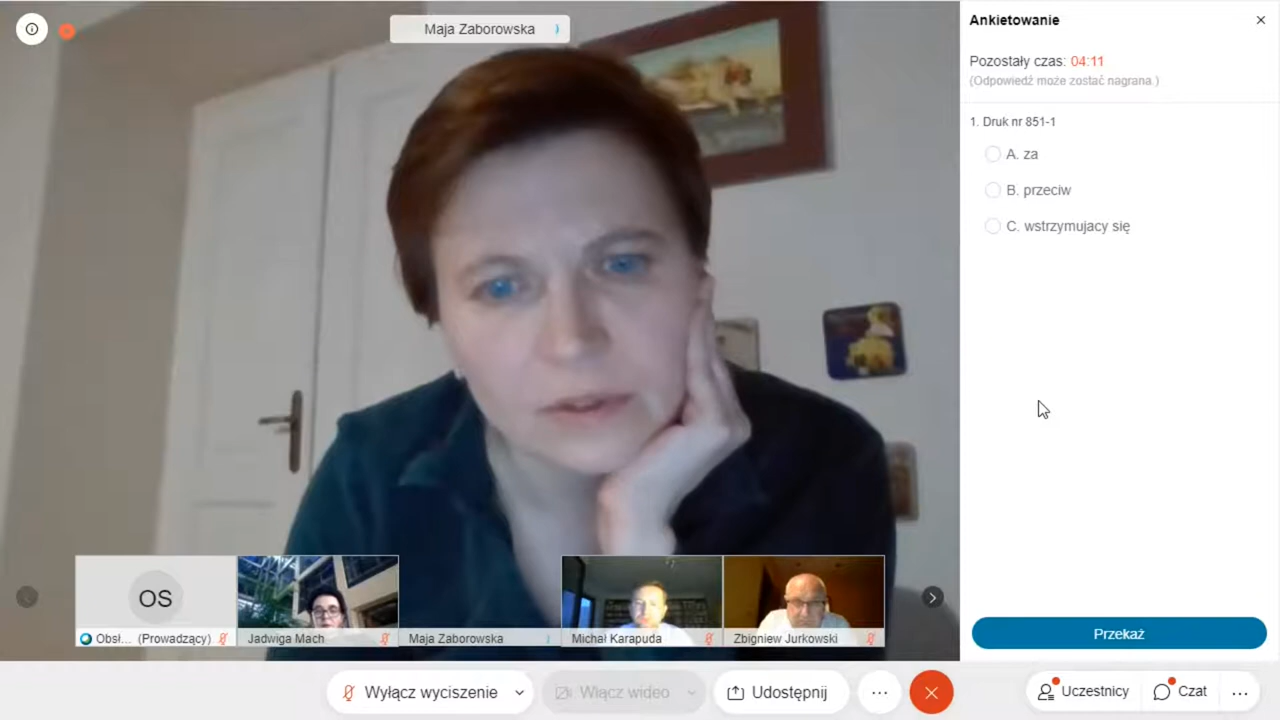 Maja Zaborowska
Ankietowanie
Pozostały czas: 04:11
(Odpowiedź może zostać nagrana.)
1. Druk nr 851-1
A. za
B. przeciw
C. wstrzymujacy się
Przekaż
OS
Obsł... (Prowadzący)
Jadwiga Mach
Maja Zaborowska
Michał Karapuda
Zbigniew Jurkowski
Wyłącz wyciszenie
Włącz wideo
Udostępnij
Uczestnicy
Czat